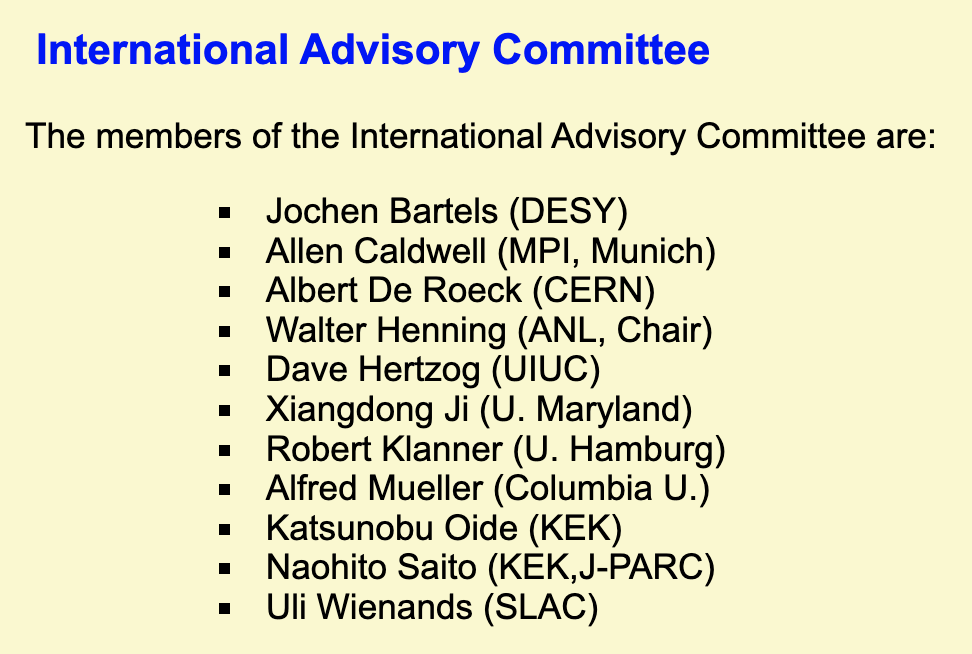 International Advisory Committee
The members of the International Advisory Committee are:
▪ Jochen Bartels (DESY)
▪ Allen Caldwell (MPI, Munich)
▪ Albert De Roeck (CERN)
▪ Walter Henning (ANL, Chair)
▪ Dave Hertzog (UIUC)
▪ Xiangdong Ji (U. Maryland)
▪ Robert Klanner (U. Hamburg)
▪ Alfred Mueller (Columbia U.)
▪ Katsunobu Oide (KEK)
▪ Naohito Saito (KEK,J-PARC)
▪ Uli Wienands (SLAC)